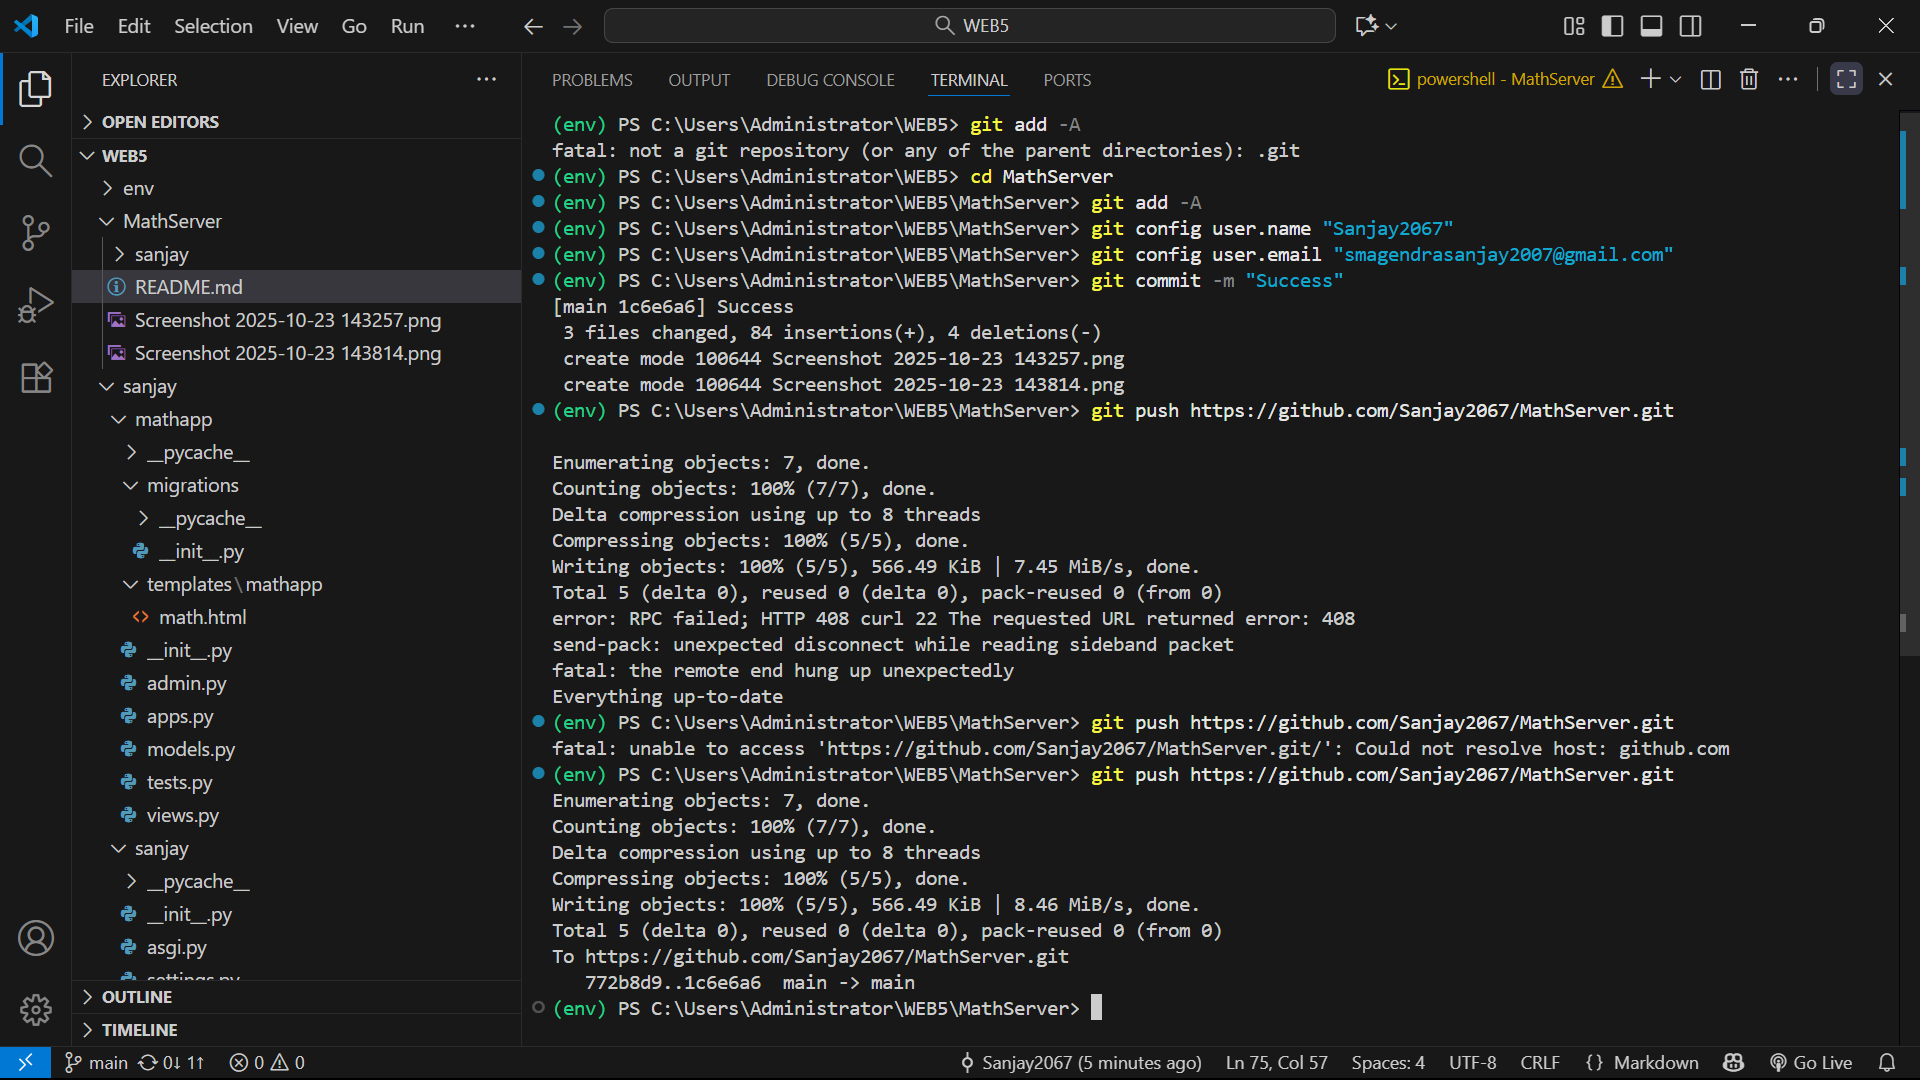 File Edit Selection View Go Run ··· WEB5
EXPLORER ···
OPEN EDITORS
WEB5
env
MathServer
sanjay
README.md
Screenshot 2025-10-23 143257.png
Screenshot 2025-10-23 143814.png
sanjay
mathapp
__pycache__
migrations
__pycache__
__init__.py
templates\mathapp
math.html
__init__.py
admin.py
apps.py
models.py
tests.py
views.py
sanjay
__pycache__
__init__.py
asgi.py
settings.py
OUTLINE
TIMELINE
PROBLEMS OUTPUT DEBUG CONSOLE TERMINAL PORTS powershell - MathServer
(env) PS C:\Users\Administrator\WEB5> git add -A
fatal: not a git repository (or any of the parent directories): .git
(env) PS C:\Users\Administrator\WEB5> cd MathServer
(env) PS C:\Users\Administrator\WEB5\MathServer> git add -A
(env) PS C:\Users\Administrator\WEB5\MathServer> git config user.name "Sanjay2067"
(env) PS C:\Users\Administrator\WEB5\MathServer> git config user.email "smagendrasanjay2007@gmail.com"
(env) PS C:\Users\Administrator\WEB5\MathServer> git commit -m "Success"
[main 1c6e6a6] Success
3 files changed, 84 insertions(+), 4 deletions(-)
create mode 100644 Screenshot 2025-10-23 143257.png
create mode 100644 Screenshot 2025-10-23 143814.png
(env) PS C:\Users\Administrator\WEB5\MathServer> git push https://github.com/Sanjay2067/MathServer.git
Enumerating objects: 7, done.
Counting objects: 100% (7/7), done.
Delta compression using up to 8 threads
Compressing objects: 100% (5/5), done.
Writing objects: 100% (5/5), 566.49 KiB | 7.45 MiB/s, done.
Total 5 (delta 0), reused 0 (delta 0), pack-reused 0 (from 0)
error: RPC failed; HTTP 408 curl 22 The requested URL returned error: 408
send-pack: unexpected disconnect while reading sideband packet
fatal: the remote end hung up unexpectedly
Everything up-to-date
(env) PS C:\Users\Administrator\WEB5\MathServer> git push https://github.com/Sanjay2067/MathServer.git
fatal: unable to access 'https://github.com/Sanjay2067/MathServer.git/': Could not resolve host: github.com
(env) PS C:\Users\Administrator\WEB5\MathServer> git push https://github.com/Sanjay2067/MathServer.git
Enumerating objects: 7, done.
Counting objects: 100% (7/7), done.
Delta compression using up to 8 threads
Compressing objects: 100% (5/5), done.
Writing objects: 100% (5/5), 566.49 KiB | 8.46 MiB/s, done.
Total 5 (delta 0), reused 0 (delta 0), pack-reused 0 (from 0)
To https://github.com/Sanjay2067/MathServer.git
772b8d9..1c6e6a6 main -> main
(env) PS C:\Users\Administrator\WEB5\MathServer>
main 0↓ 1↑ 0 0 Sanjay2067 (5 minutes ago) Ln 75, Col 57 Spaces: 4 UTF-8 CRLF {} Markdown Go Live